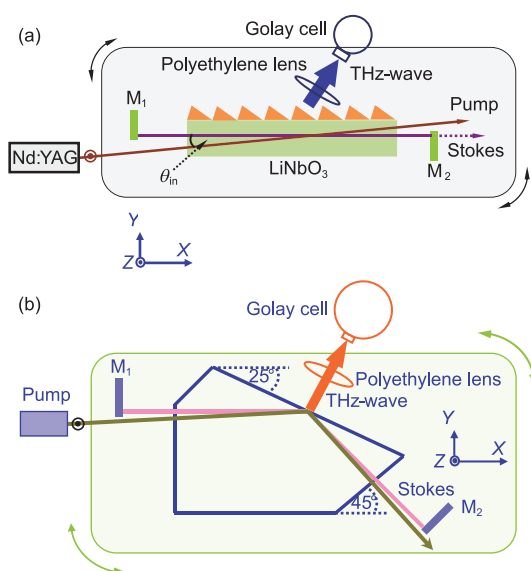 (a)
Golay cell
Polyethylene lens
THz-wave
M₁
Pump
Nd:YAG
Stokes
θin
LiNbO₃
M₂
Y
Z
X
(b)
Golay cell
M₁
25°
Pump
Polyethylene lens
THz-wave
Y
Z
X
Stokes
45°
M₂